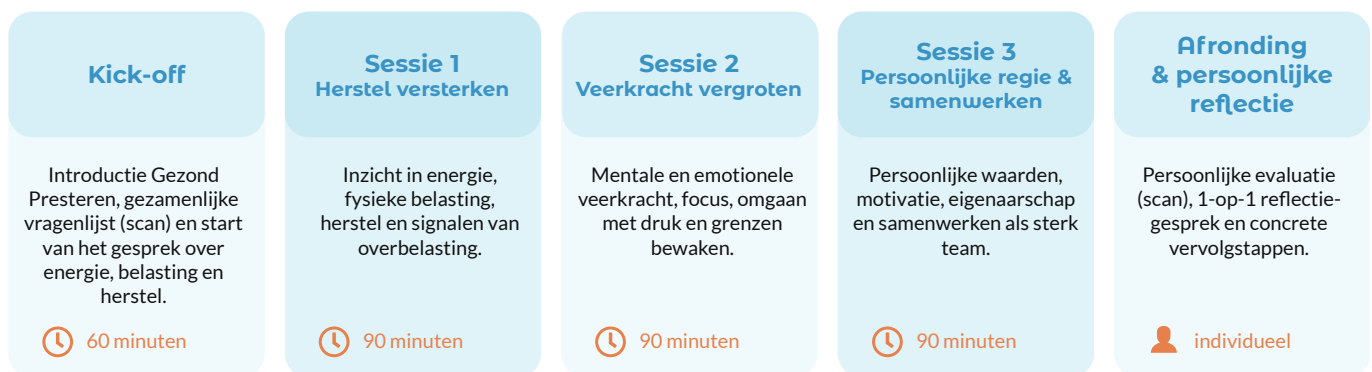 Kick-off
Introductie Gezond
Presteren, gezamenlijke
vragenlijst (scan) en start
van het gesprek over
energie, belasting en
herstel.
60 minuten
Sessie 1
Herstel versterken
Inzicht in energie,
fysieke belasting,
herstel en signalen van
overbelasting.
90 minuten
Sessie 2
Veerkracht vergroten
Mentale en emotionele
veerkracht, focus, omgaan
met druk en grenzen
bewaken.
90 minuten
Sessie 3
Persoonlijke regie &
samenwerken
Persoonlijke waarden,
motivatie, eigenaarschap
en samenwerken als sterk
team.
90 minuten
Afronding
& persoonlijke
reflectie
Persoonlijke evaluatie
(scan), 1-op-1 reflectie-
gesprek en concrete
vervolgstappen.
individueel